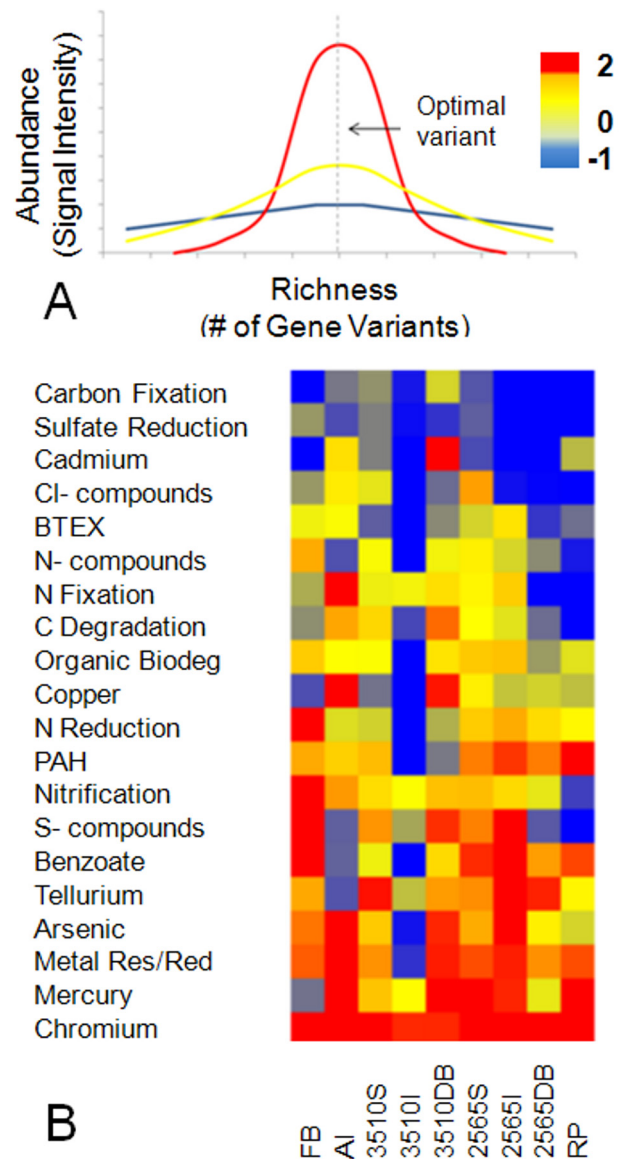 Abundance
(Signal Intensity)
Optimal
variant
2
0
-1
A
Richness
(# of Gene Variants)
Carbon Fixation
Sulfate Reduction
Cadmium
Cl- compounds
BTEX
N- compounds
N Fixation
C Degradation
Organic Biodeg
Copper
N Reduction
PAH
Nitrification
S- compounds
Benzoate
Tellurium
Arsenic
Metal Res/Red
Mercury
Chromium
B
FB
AI
3510S
3510I
3510DB
2565S
2565I
2565DB
RP